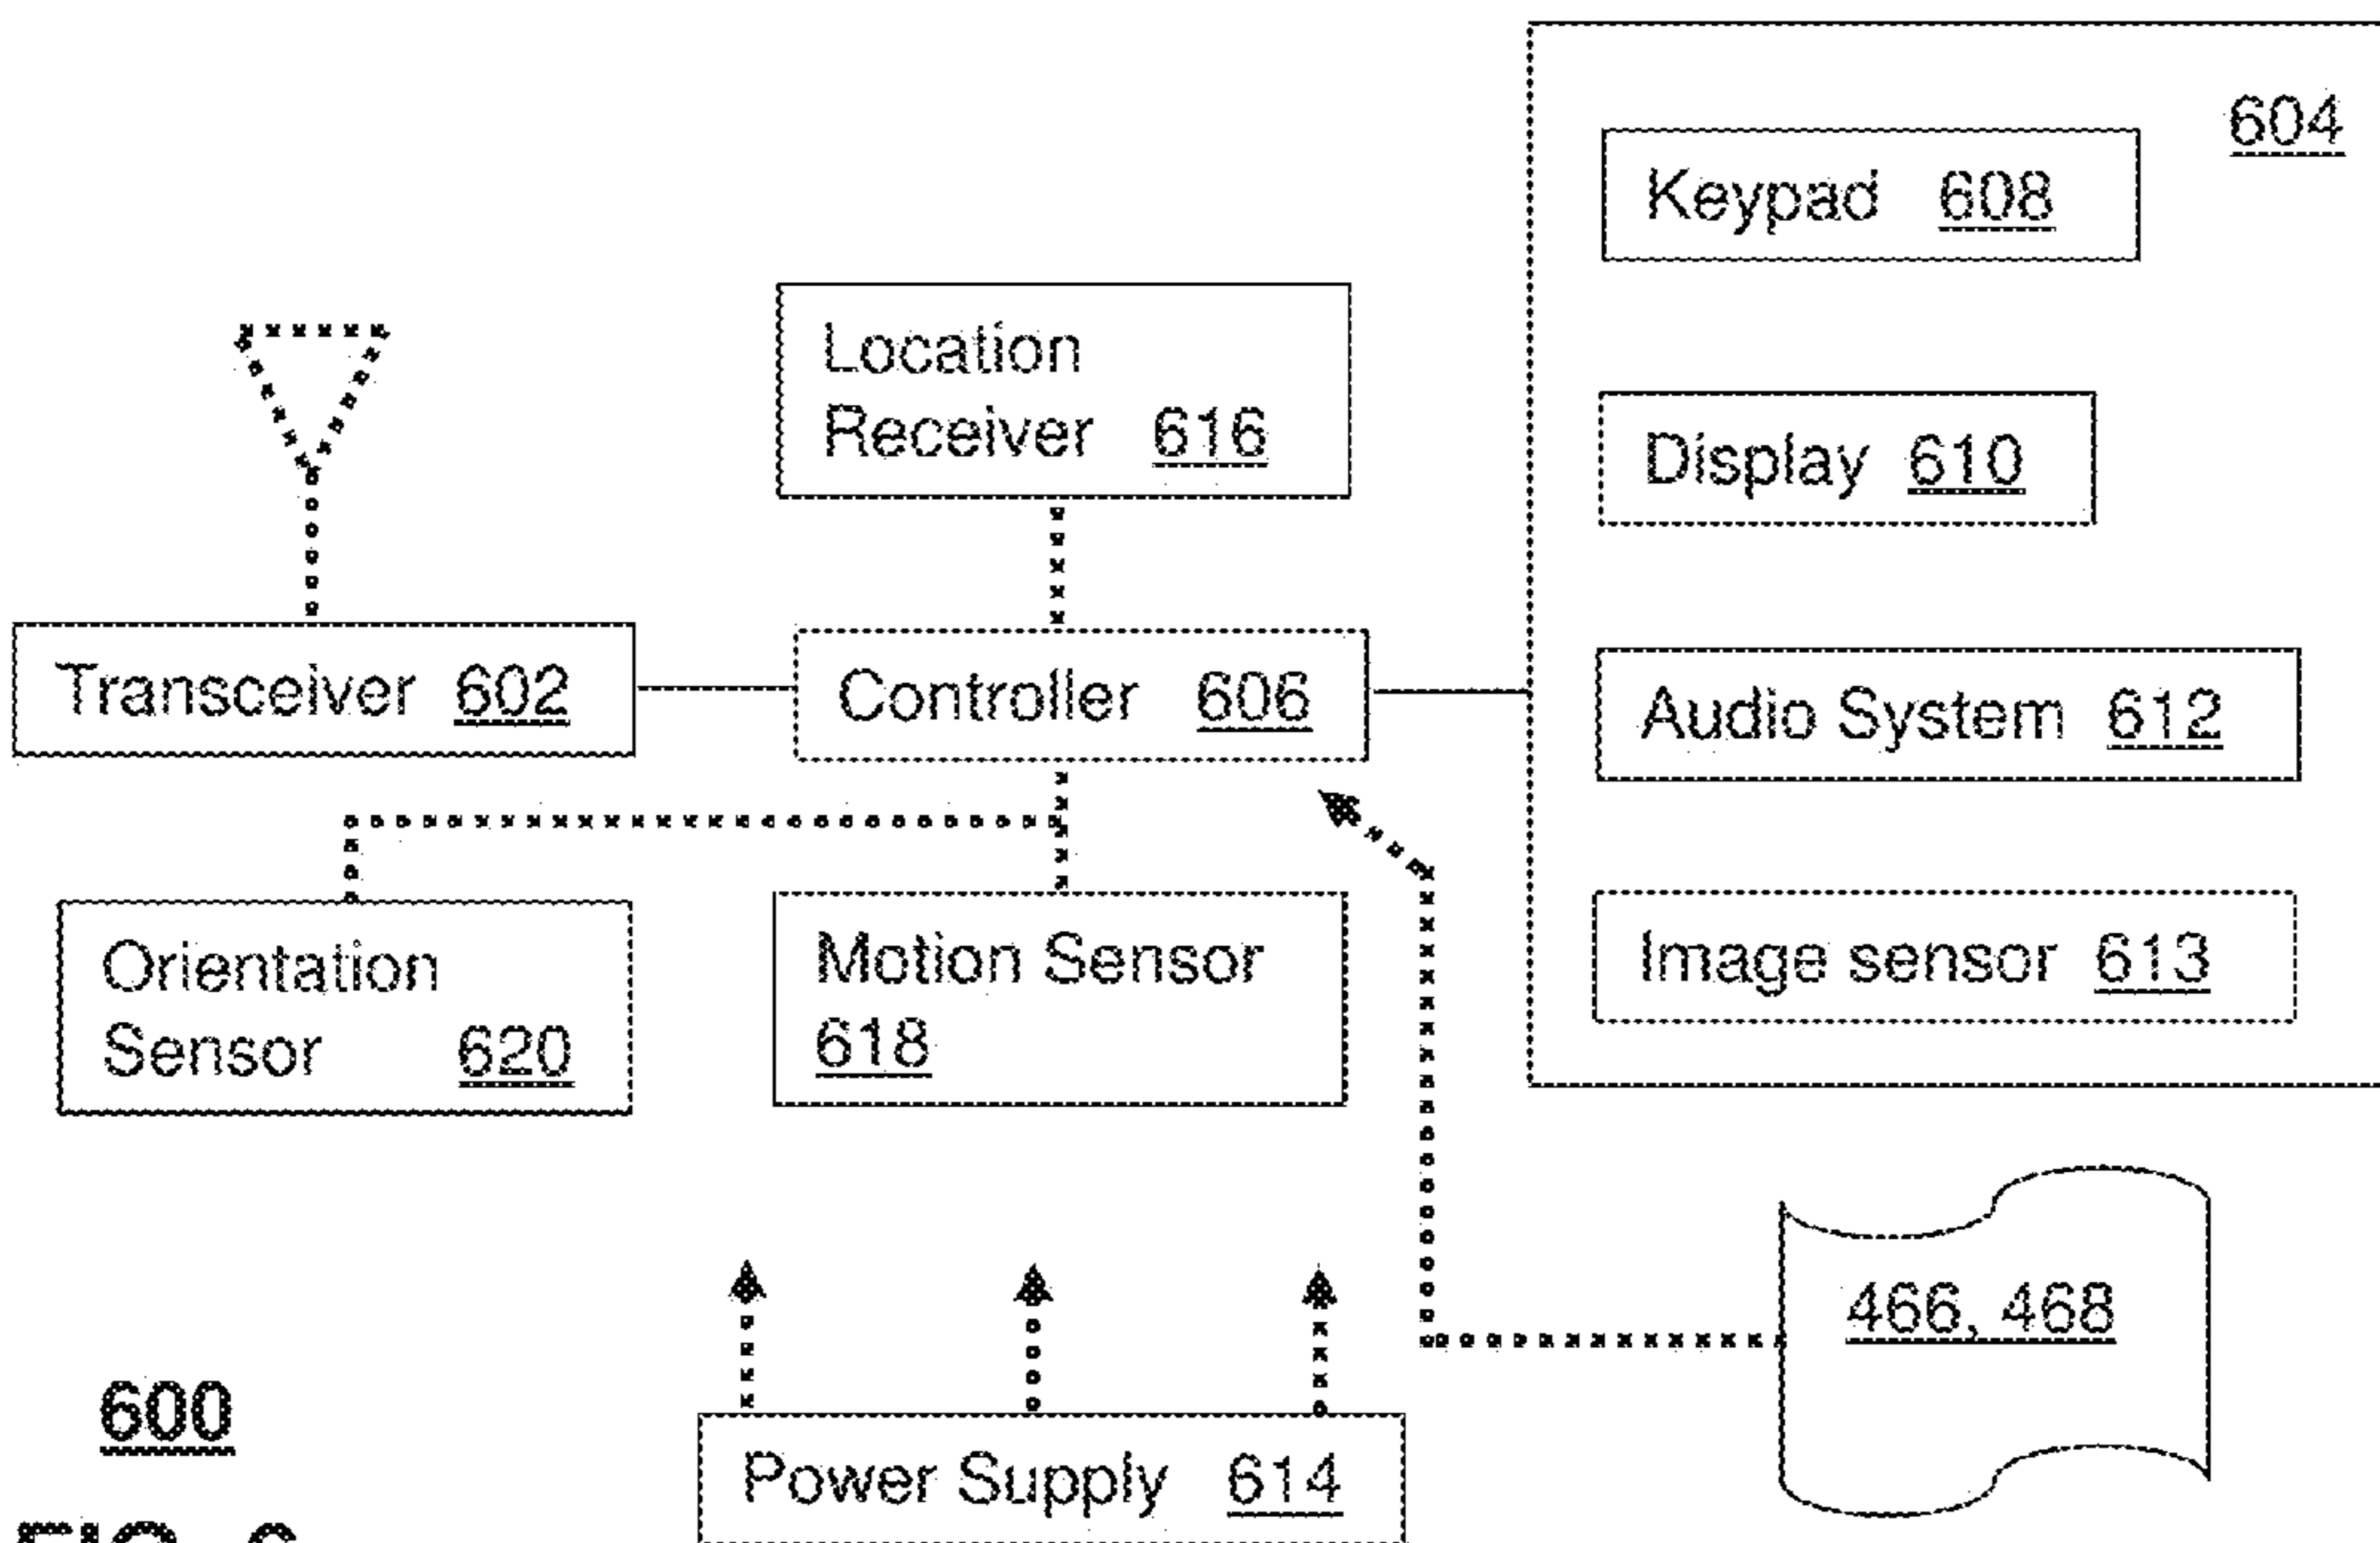 604
Keypad 608
Location
Receiver 616
Display 610
Transceiver 602
Controller 606
Audio System 612
Orientation
Sensor 620
Motion Sensor
618
Image sensor 613
466, 468
600
Power Supply 614